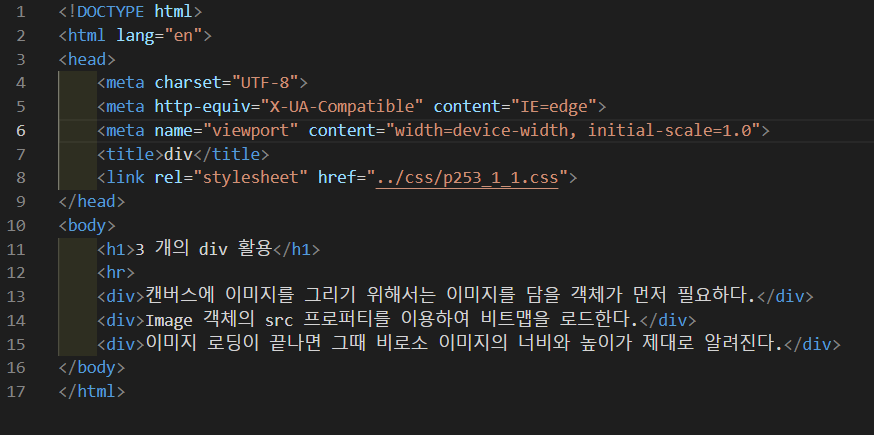 1 <!DOCTYPE html>
2 <html lang="en">
3 <head>
4     <meta charset="UTF-8">
5     <meta http-equiv="X-UA-Compatible" content="IE=edge">
6     <meta name="viewport" content="width=device-width, initial-scale=1.0">
7     <title>div</title>
8     <link rel="stylesheet" href="../css/p253_1_1.css">
9 </head>
10 <body>
11     <h1>3 개의 div 활용</h1>
12     <hr>
13     <div>캔버스에 이미지를 그리기 위해서는 이미지를 담을 객체가 먼저 필요하다.</div>
14     <div>Image 객체의 src 프로퍼티를 이용하여 비트맵을 로드한다.</div>
15     <div>이미지 로딩이 끝나면 그때 비로소 이미지의 너비와 높이가 제대로 알려진다.</div>
16 </body>
17 </html>